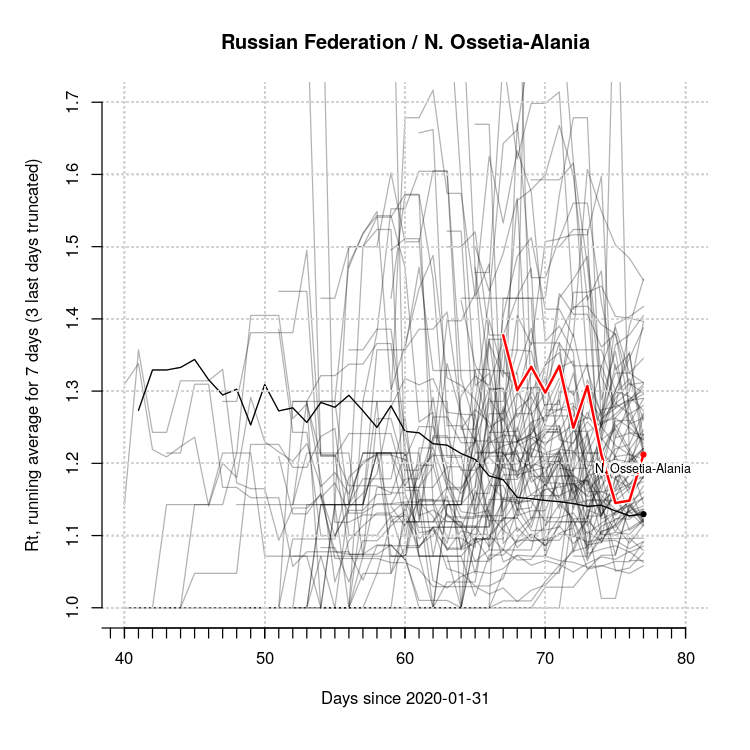 Russian Federation / N. Ossetia-Alania
Rt, running average for 7 days (3 last days truncated)
1.7
1.6
1.5
1.4
1.3
1.2
1.1
1.0
N. Ossetia-Alania
40 50 60 70 80
Days since 2020-01-31